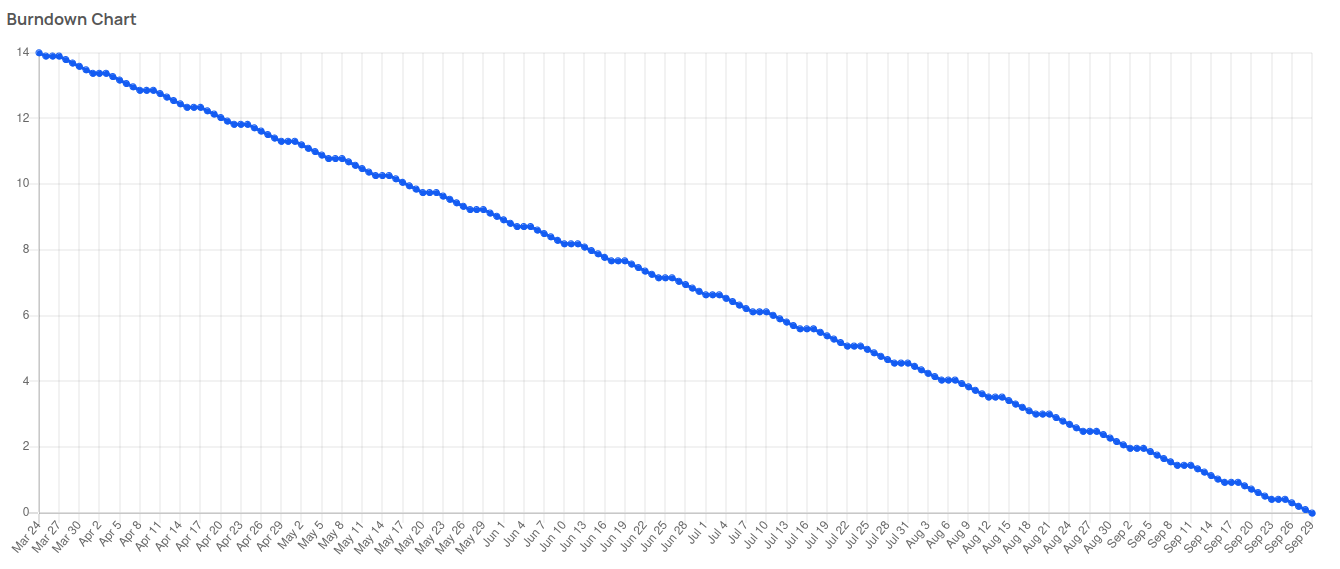 Burndown Chart
14
12
10
8
6
4
2
0
Mar 24
Mar 27
Mar 30
Apr 2
Apr 5
Apr 8
Apr 11
Apr 14
Apr 17
Apr 20
Apr 23
Apr 26
Apr 29
May 2
May 5
May 8
May 11
May 14
May 17
May 20
May 23
May 26
May 29
Jun 1
Jun 4
Jun 7
Jun 10
Jun 13
Jun 16
Jun 19
Jun 22
Jun 25
Jun 28
Jul 1
Jul 4
Jul 7
Jul 10
Jul 13
Jul 16
Jul 19
Jul 22
Jul 25
Jul 28
Jul 31
Aug 3
Aug 6
Aug 9
Aug 12
Aug 15
Aug 18
Aug 21
Aug 24
Aug 27
Aug 30
Sep 2
Sep 5
Sep 8
Sep 11
Sep 14
Sep 17
Sep 20
Sep 23
Sep 26
Sep 29